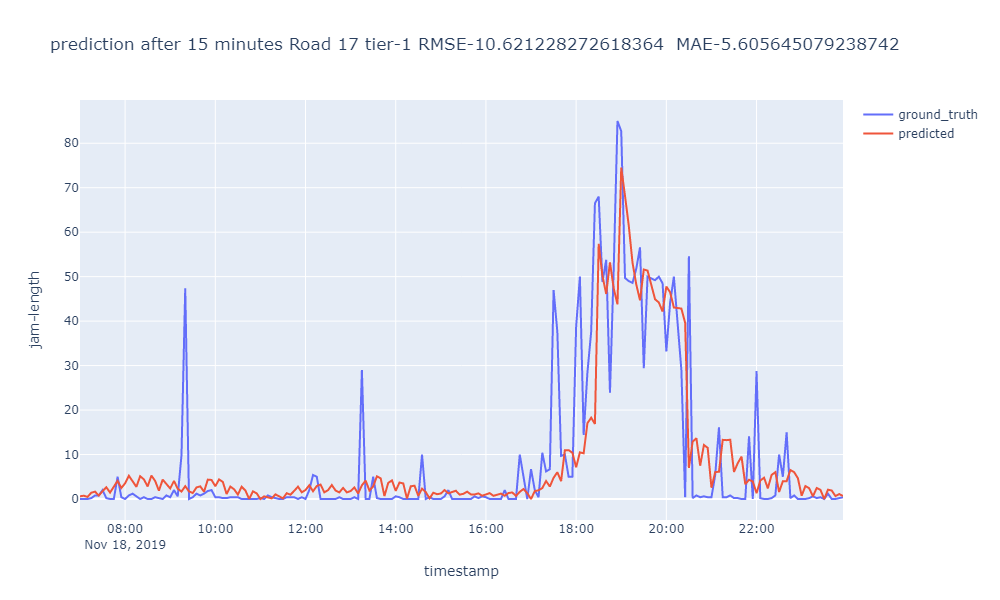 prediction after 15 minutes Road 17 tier-1 RMSE-10.621228272618364  MAE-5.605645079238742
ground_truth
predicted
80
70
60
50
40
30
20
10
0
jam-length
08:00 10:00 12:00 14:00 16:00 18:00 20:00 22:00
Nov 18, 2019
timestamp